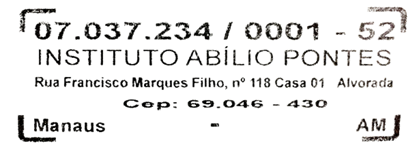 07.037.234 / 0001 - 52
INSTITUTO ABÍLIO PONTES
Rua Francisco Marques Filho, nº 118 Casa 01 Alvorada
Cep: 69.046 - 430
Manaus - AM